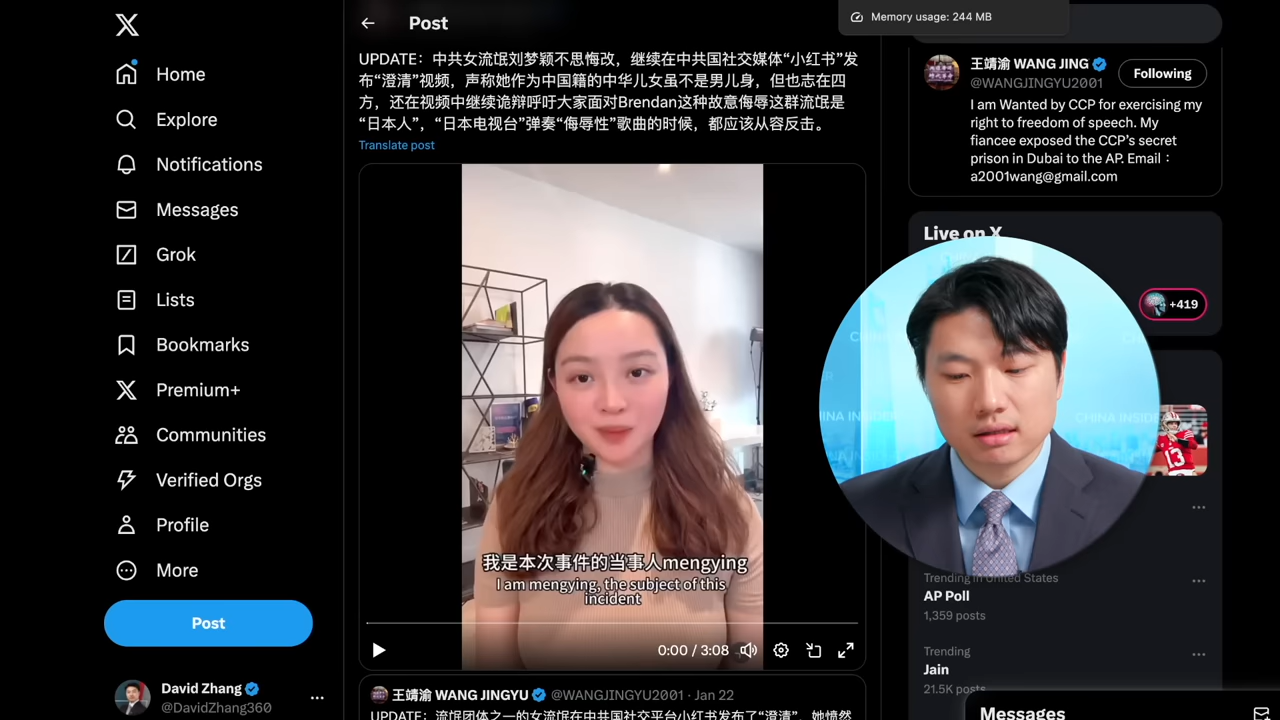 Memory usage: 244 MB
Home
Explore
Notifications
Messages
Grok
Lists
Bookmarks
Premium+
Communities
Verified Orgs
Profile
More
Post
David Zhang
@DavidZhang360
Post
UPDATE：中共女流氓刘梦颖不思悔改，继续在中共国社交媒体“小红书”发
布“澄清”视频，声称她作为中国籍的中华儿女虽不是男儿身，但也志在四
方，还在视频中继续诡辩呼吁大家面对Brendan这种故意侮辱这群流氓是
“日本人”，“日本电视台”弹奏“侮辱性”歌曲的时候，都应该从容反击。
Translate post
我是本次事件的当事人mengying
I am mengying, the subject of this
incident
0:00 / 3:08
王靖渝 WANG JINGYU @WANGJINGYU2001 · Jan 22
UPDATE：流氓团体之一的女流氓在中共国社交平台小红书发布了“澄清”，她愤然
王靖渝 WANG JING
@WANGJINGYU2001
Following
I am Wanted by CCP for exercising my
right to freedom of speech. My
fiancee exposed the CCP’s secret
prison in Dubai to the AP. Email：
a2001wang@gmail.com
Live on X
+419
CHINA INSIDER
13
Trending in United States
AP Poll
1,359 posts
Trending
Jain
21.5K posts
Messages